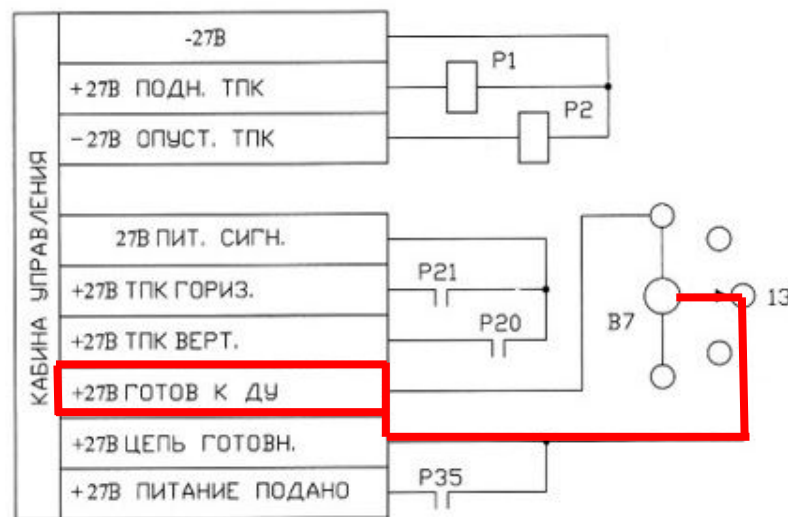 КАБИНА УПРАВЛЕНИЯ
-27В
+27В ПОДН. ТПК
-27В ОПУСТ. ТПК
Р1
Р2
27В ПИТ. СИГН.
+27В ТПК ГОРИЗ.
+27В ТПК ВЕРТ.
+27В ГОТОВ К ДУ
+27В ЦЕПЬ ГОТОВН.
+27В ПИТАНИЕ ПОДАНО
Р21
Р20
Р35
В7
13